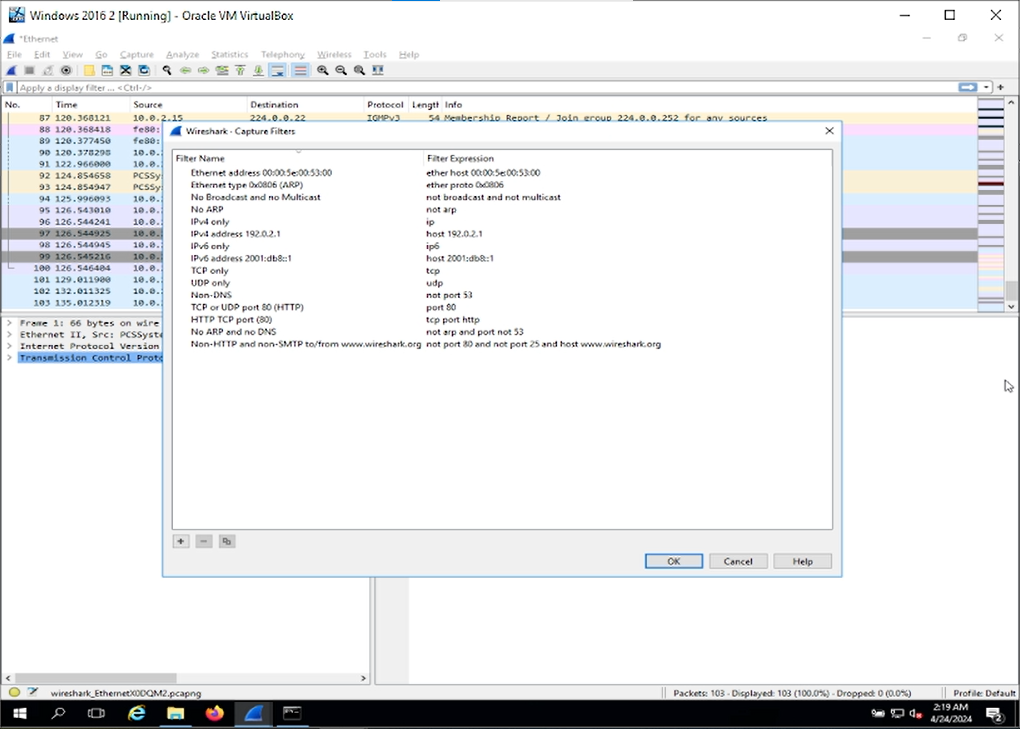 Windows 2016 2 [Running] - Oracle VM VirtualBox
*Ethernet
File Edit View Go Capture Analyze Statistics Telephony Wireless Tools Help
Apply a display filter ... <Ctrl-/>
No. Time Source Destination Protocol Length Info
87 120.368121 10.0.2.15 224.0.0.22 IGMPv3 54 Membership Report / Join group 224.0.0.252 for any sources
88 120.368418 fe80:
89 120.377450 fe80:
90 120.378298 10.0.
91 122.966000 10.0.
92 124.854658 PCSSy
93 124.854947 PCSSy
94 125.996093 10.0.
95 126.543010 10.0.
96 126.544241 10.0.
97 126.544925 10.0.
98 126.544945 10.0.
99 126.545216 10.0.
100 126.546404 10.0.
101 129.011900 10.0.
102 132.011325 10.0.
103 135.012319 10.0.
Frame 1: 66 bytes on wire
Ethernet II, Src: PCSSyste
Internet Protocol Version
Transmission Control Proto
Wireshark · Capture Filters
Filter Name Filter Expression
Ethernet address 00:00:5e:00:53:00 ether host 00:00:5e:00:53:00
Ethernet type 0x0806 (ARP) ether proto 0x0806
No Broadcast and no Multicast not broadcast and not multicast
No ARP not arp
IPv4 only ip
IPv4 address 192.0.2.1 host 192.0.2.1
IPv6 only ip6
IPv6 address 2001:db8::1 host 2001:db8::1
TCP only tcp
UDP only udp
Non-DNS not port 53
TCP or UDP port 80 (HTTP) port 80
HTTP TCP port (80) tcp port http
No ARP and no DNS not arp and port not 53
Non-HTTP and non-SMTP to/from www.wireshark.org not port 80 and not port 25 and host www.wireshark.org
OK Cancel Help
wireshark_EthernetX0DQM2.pcapng Packets: 103 · Displayed: 103 (100.0%) · Dropped: 0 (0.0%) Profile: Default
2:19 AM
4/24/2024
2